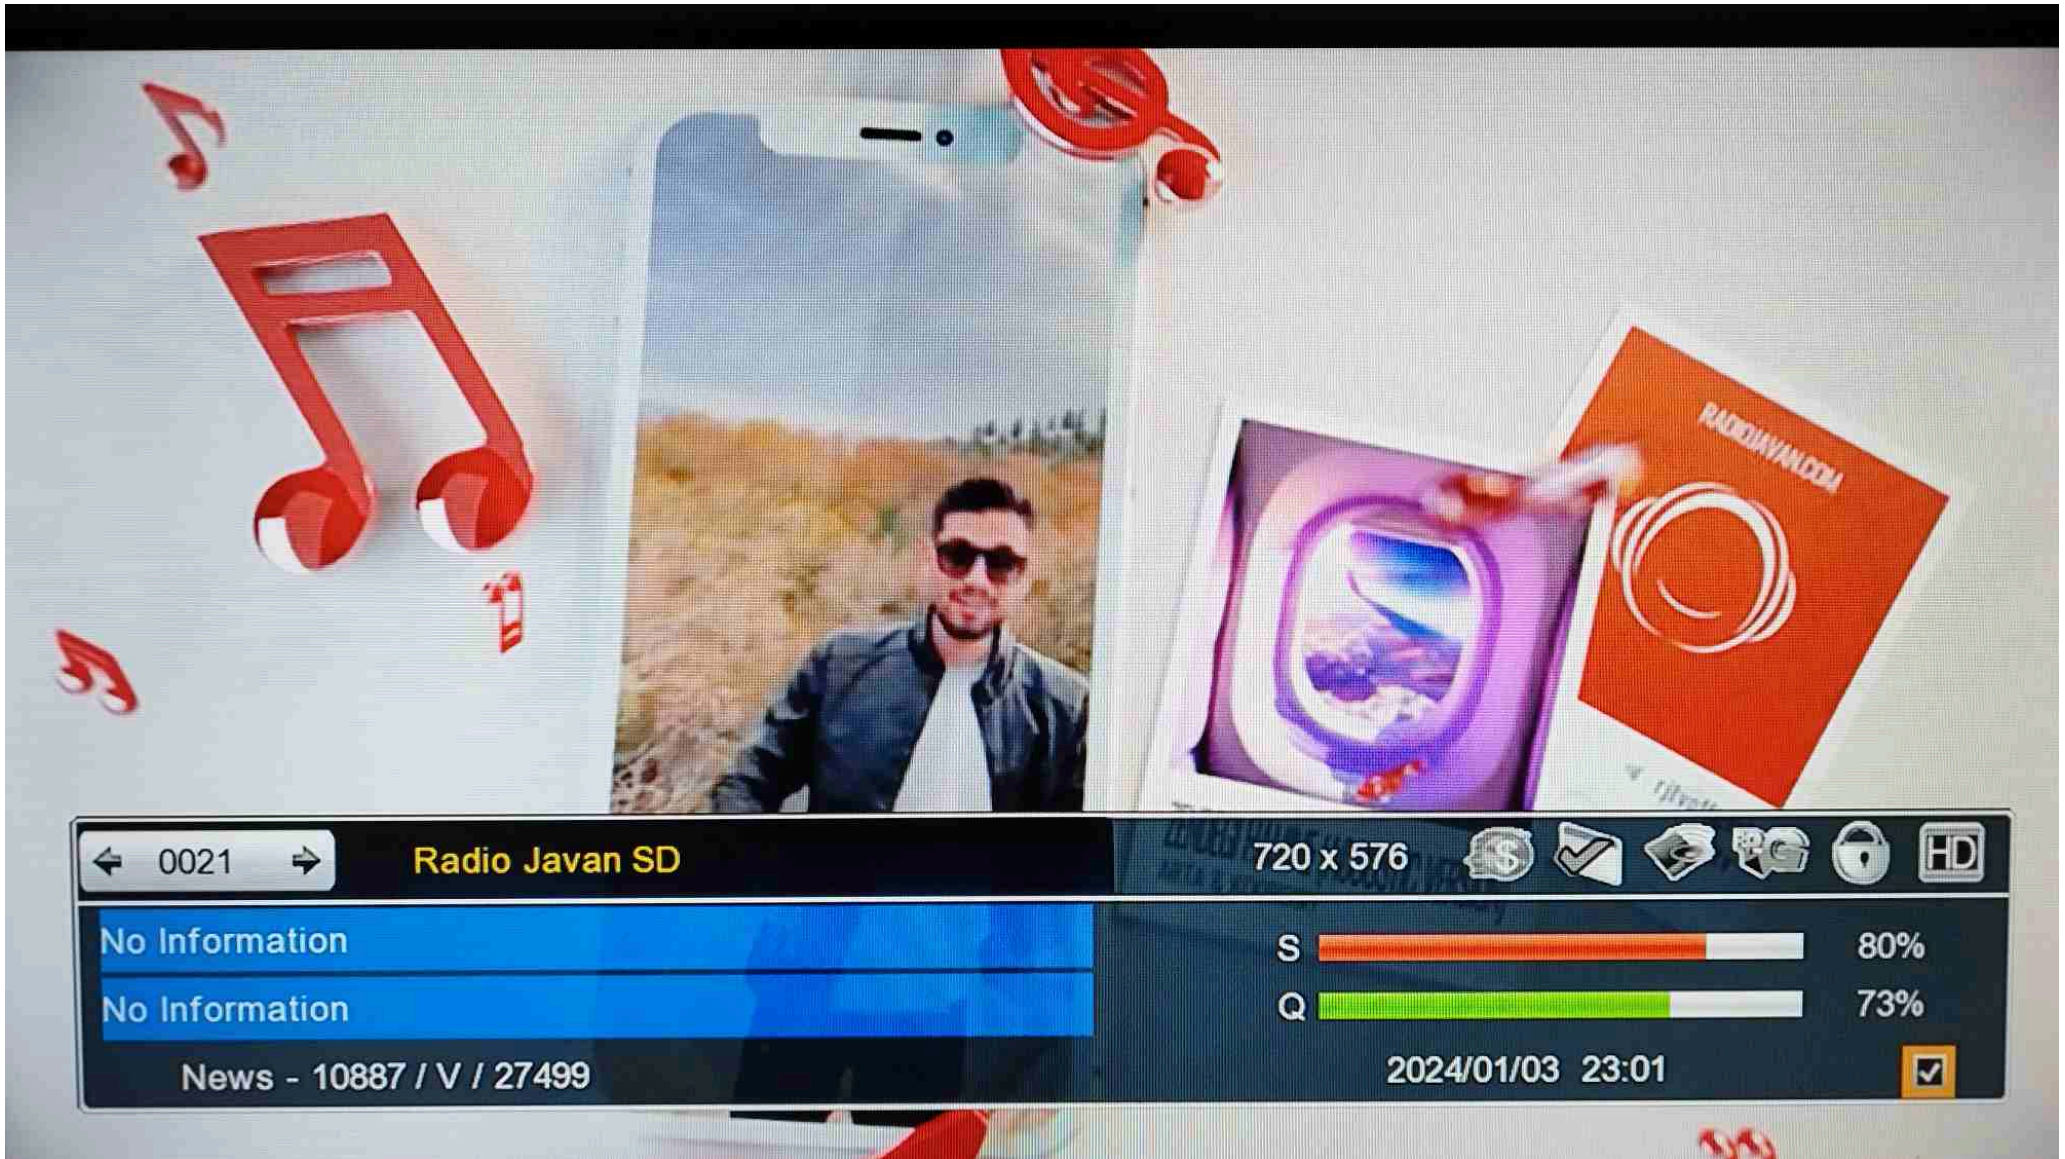 RADIOJAVAN.COM
0021
Radio Javan SD
720 x 576
HD
No Information
S
80%
No Information
Q
73%
News - 10887 / V / 27499
2024/01/03 23:01